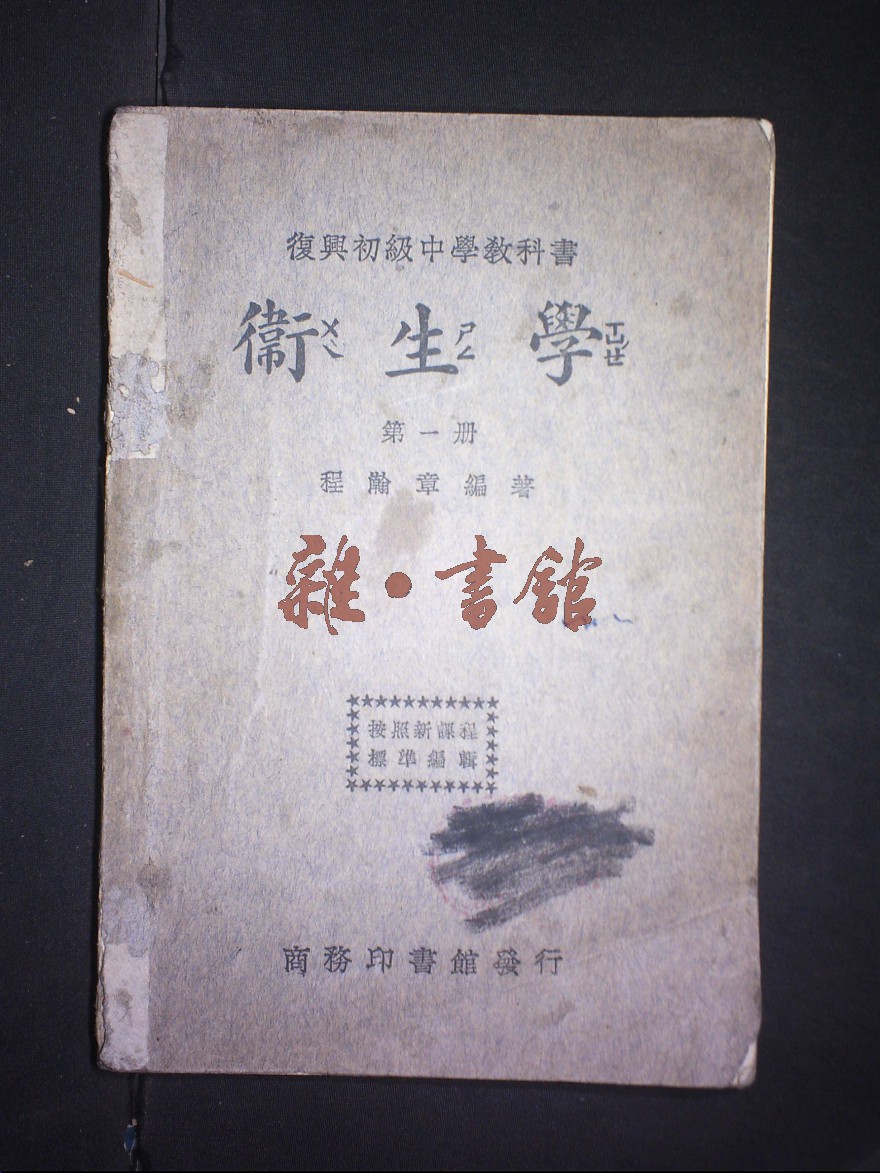 復興初級中學教科書
衞ㄨㄟ 生ㄕㄥ 學ㄒㄩㄝˊ
第一册
程瀚章編著
雜·書館
按照新課程
標準編輯
商務印書館發行